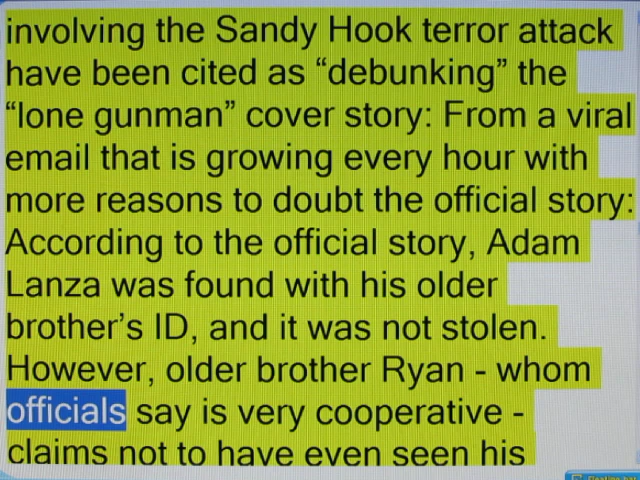 involving the Sandy Hook terror attack
have been cited as “debunking” the
“lone gunman” cover story: From a viral
email that is growing every hour with
more reasons to doubt the official story:
According to the official story, Adam
Lanza was found with his older
brother’s ID, and it was not stolen.
However, older brother Ryan - whom
officials say is very cooperative -
claims not to have even seen his